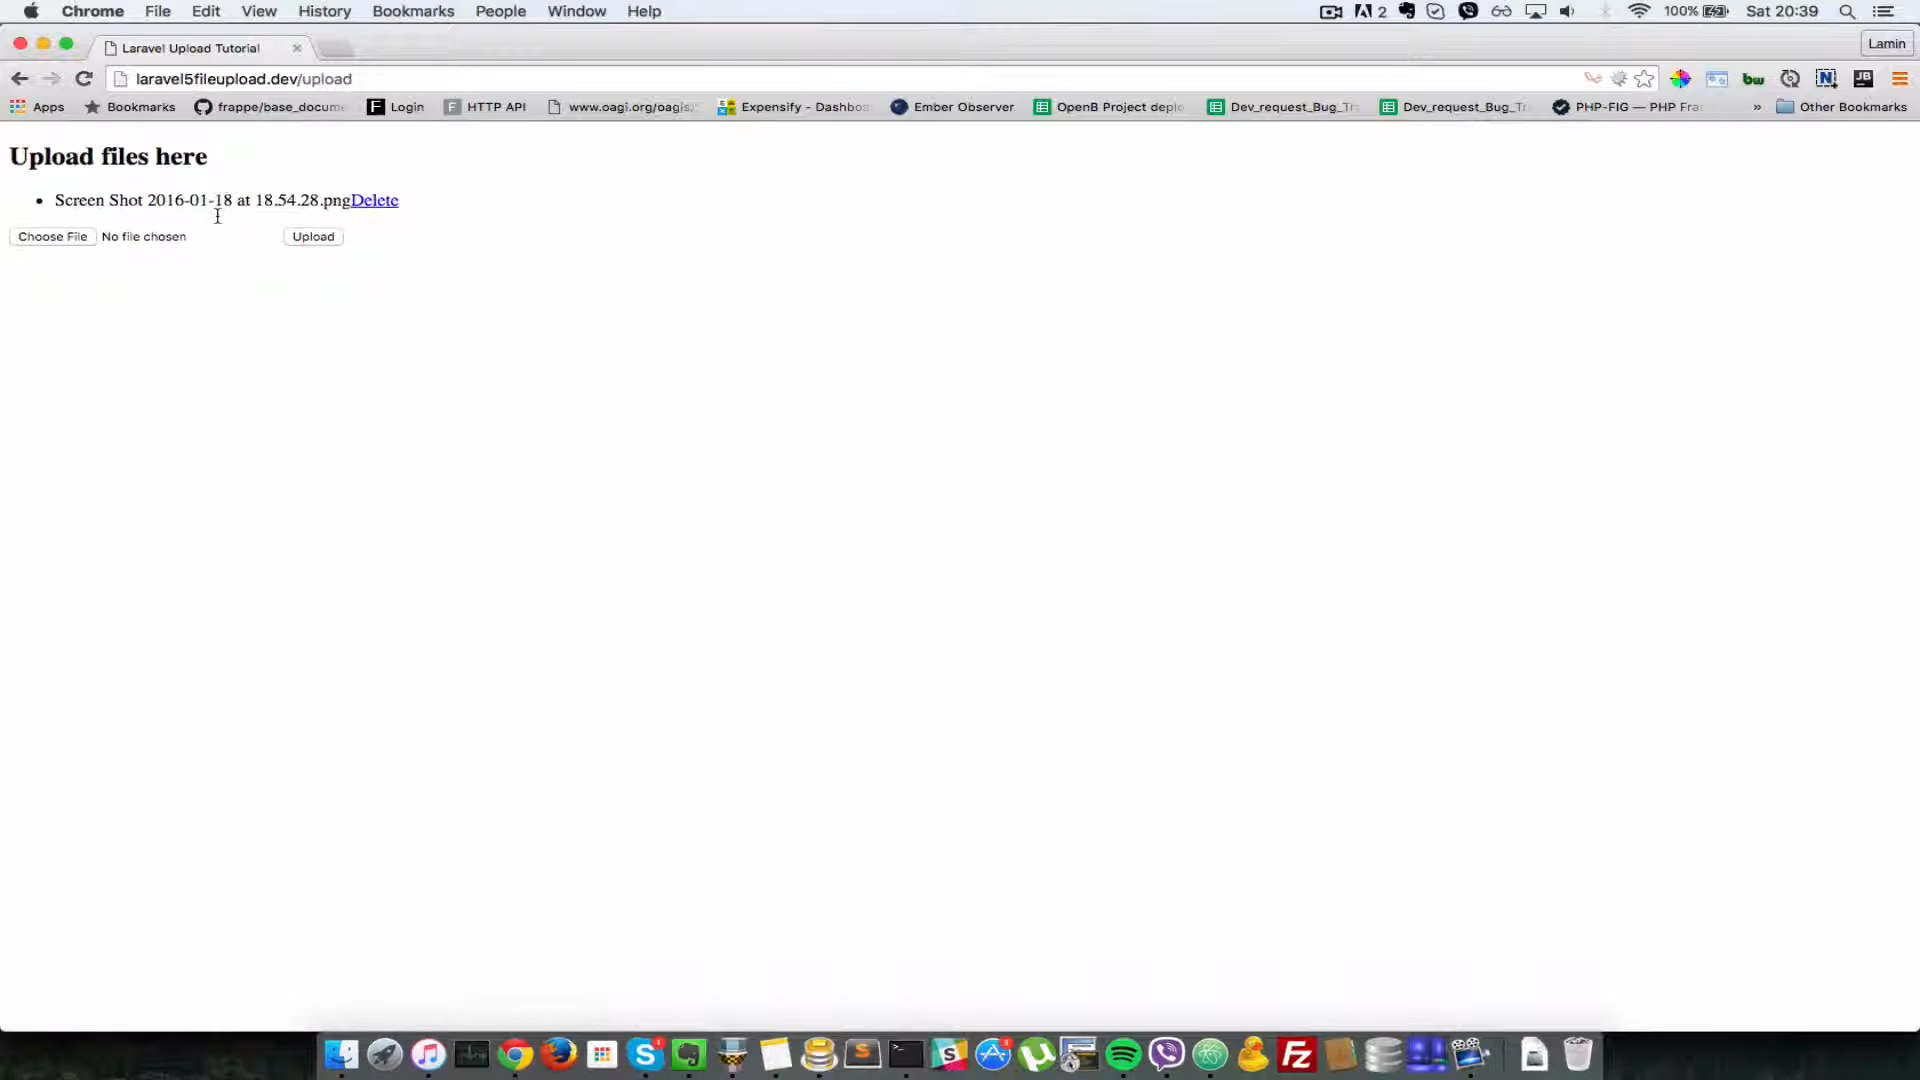 Chrome File Edit View History Bookmarks People Window Help 2 100% Sat 20:39
Laravel Upload Tutorial Lamin
laravel5fileupload.dev/upload bw N JB
Apps Bookmarks frappe/base_docume F Login F HTTP API www.oagi.org/oagis Expensify - Dashbo Ember Observer OpenB Project deplo Dev_request_Bug_Tr Dev_request_Bug_Tr PHP-FIG — PHP Fra » Other Bookmarks
Upload files here
• Screen Shot 2016-01-18 at 18.54.28.pngDelete
Choose File No file chosen Upload